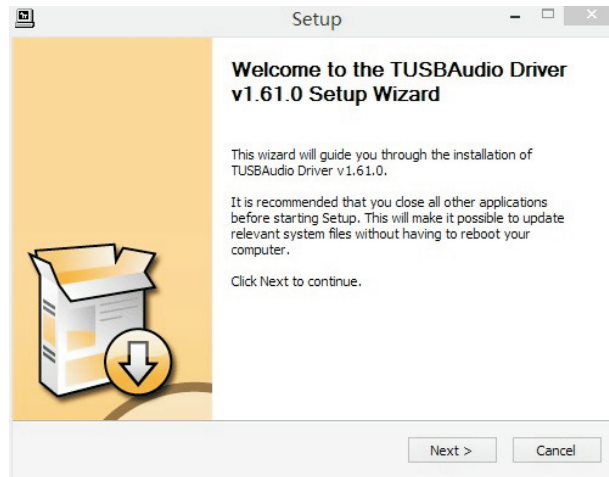 Setup
Welcome to the TUSBAudio Driver
v1.61.0 Setup Wizard
This wizard will guide you through the installation of
TUSBAudio Driver v1.61.0.
It is recommended that you close all other applications
before starting Setup. This will make it possible to update
relevant system files without having to reboot your
computer.
Click Next to continue.
Next >
Cancel